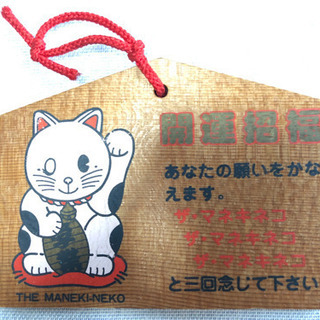 開運招福
あなたの願いをかな
えます。
ザ・マネキネコ
ザ・マネキネコ
ザ・マネキネコ
と三回念じて下さい
THE MANEKI-NEKO